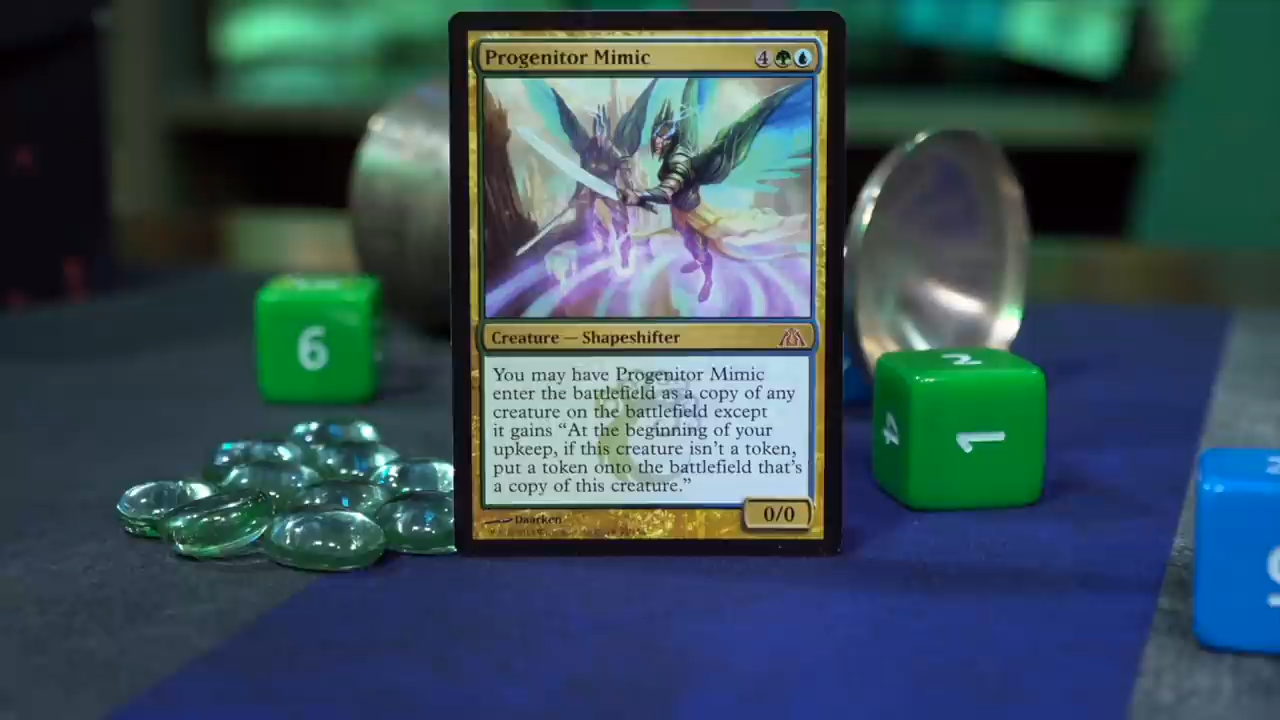 Progenitor Mimic 4
Creature — Shapeshifter
You may have Progenitor Mimic
enter the battlefield as a copy of any
creature on the battlefield except
it gains “At the beginning of your
upkeep, if this creature isn't a token,
put a token onto the battlefield that's
a copy of this creature.”
0/0
Daarken
6
2
4
1